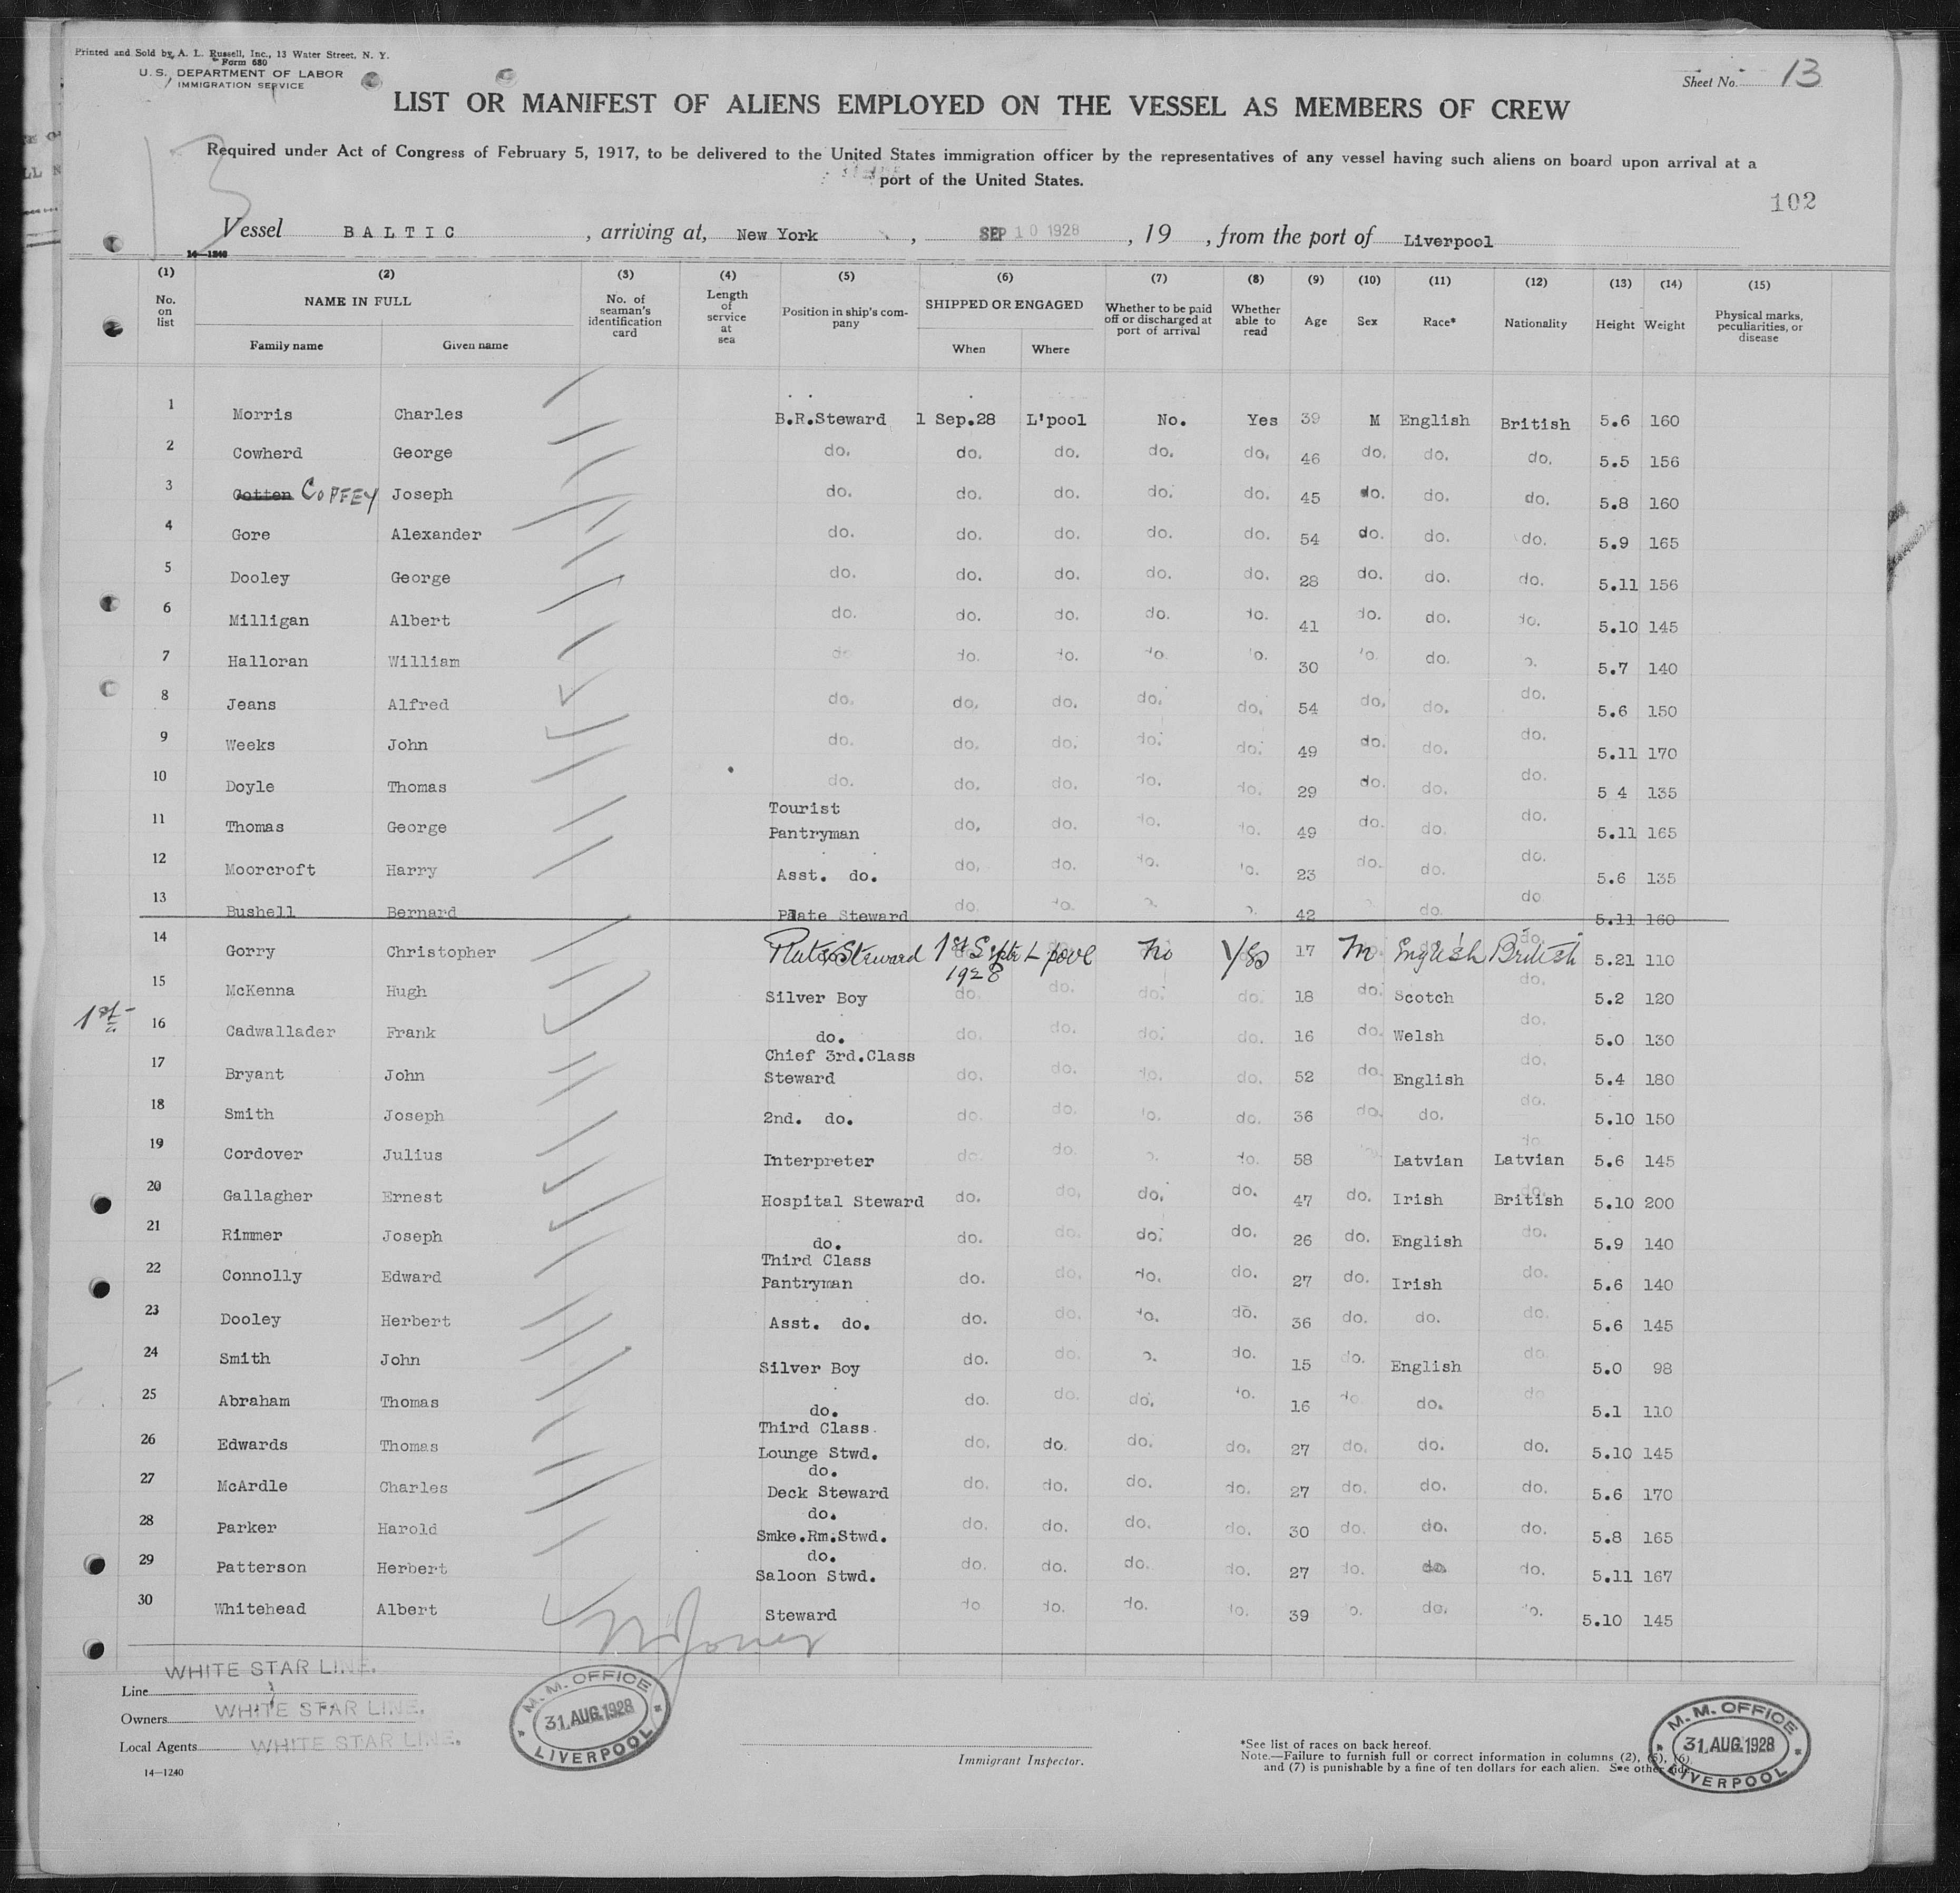 Printed and Sold by A. L. Russell, Inc., 13 Water Street, N. Y.
Form 680
U. S. DEPARTMENT OF LABOR
IMMIGRATION SERVICE
Sheet No. 13
LIST OR MANIFEST OF ALIENS EMPLOYED ON THE VESSEL AS MEMBERS OF CREW
Required under Act of Congress of February 5, 1917, to be delivered to the United States immigration officer by the representatives of any vessel having such aliens on board upon arrival at a
port of the United States.
102
Vessel BALTIC, arriving at, New York, SEP 10 1928, 19, from the port of Liverpool
14—1240
(1) (2) (3) (4) (5) (6) (7) (8) (9) (10) (11) (12) (13) (14) (15)
No. on list NAME IN FULL Family name Given name No. of seaman's identification card Length of service at sea Position in ship's company SHIPPED OR ENGAGED When Where Whether to be paid off or discharged at port of arrival Whether able to read Age Sex Race* Nationality Height Weight Physical marks, peculiarities, or disease
1 Morris Charles B.R.Steward 1 Sep.28 L'pool No. Yes 39 M English British 5.6 160
2 Cowherd George do. do. do. do. do. 46 do. do. do. 5.5 156
3 Cotten COFFEY Joseph do. do. do. do. do. 45 do. do. do. 5.8 160
4 Gore Alexander do. do. do. do. do. 54 do. do. do. 5.9 165
5 Dooley George do. do. do. do. do. 28 do. do. do. 5.11 156
6 Milligan Albert do. do. do. do. do. 41 do. do. do. 5.10 145
7 Halloran William do. do. do. do. do. 30 do. do. do. 5.7 140
8 Jeans Alfred do. do. do. do. do. 54 do. do. do. 5.6 150
9 Weeks John do. do. do. do. do. 49 do. do. do. 5.11 170
10 Doyle Thomas do. do. do. do. do. 29 do. do. do. 5 4 135
11 Thomas George Tourist Pantryman do. do. do. do. 49 do. do. do. 5.11 165
12 Moorcroft Harry Asst. do. do. do. do. do. 23 do. do. do. 5.6 135
13 Bushell Bernard Plate Steward do. do. 42 do. do 5.11 160
14 Gorry Christopher Plate Steward 1st Septr 1928 L'pool No Yes 17 M English British 5.21 110
15 McKenna Hugh Silver Boy do. do. do. do. 18 do. Scotch do. 5.2 120
1st
16 Cadwallader Frank do. do. do. do. do. 16 do. Welsh do. 5.0 130
17 Bryant John Chief 3rd.Class Steward do. do. do. do. 52 do. English do. 5.4 180
18 Smith Joseph 2nd. do. do. do. do. do. 36 do. do. do. 5.10 150
19 Cordover Julius Interpreter do. do. do. 58 Latvian Latvian 5.6 145
20 Gallagher Ernest Hospital Steward do. do. do. do. 47 do. Irish British 5.10 200
21 Rimmer Joseph do. do. do. do. do. 26 do. English do. 5.9 140
22 Connolly Edward Third Class Pantryman do. do. do. do. 27 do. Irish do. 5.6 140
23 Dooley Herbert Asst. do. do. do. do. do. 36 do. do. do. 5.6 145
24 Smith John Silver Boy do. do. do. 15 do. English do. 5.0 98
25 Abraham Thomas do. do. do. do. do. 16 do. do. do 5.1 110
26 Edwards Thomas Third Class Lounge Stwd. do. do. do. do. 27 do. do. do. 5.10 145
27 McArdle Charles do. Deck Steward do. do. do. do. 27 do. do. do. 5.6 170
28 Parker Harold do. Smke.Rm.Stwd. do. do. do. do. 30 do. do. do. 5.8 165
29 Patterson Herbert do. Saloon Stwd. do. do. do. do. 27 do. do. do. 5.11 167
30 Whitehead Albert Steward do do. do. do. 39 do. do. do. 5.10 145
Line WHITE STAR LINE.
Owners WHITE STAR LINE.
Local Agents WHITE STAR LINE.
14—1240
M. M. OFFICE
31 AUG 1928
LIVERPOOL
Immigrant Inspector.
*See list of races on back hereof.
Note.—Failure to furnish full or correct information in columns (2), (5), (6),
and (7) is punishable by a fine of ten dollars for each alien. See other side.
M. M. OFFICE
31 AUG 1928
LIVERPOOL